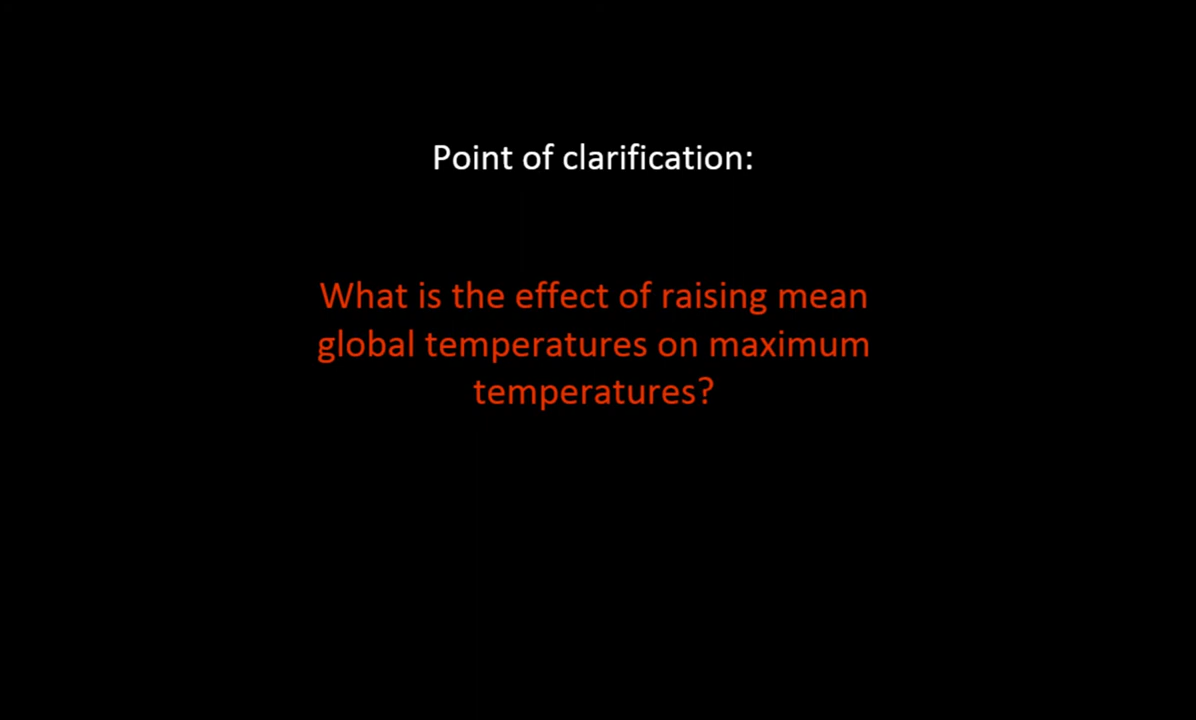 Point of clarification:
What is the effect of raising mean
global temperatures on maximum
temperatures?